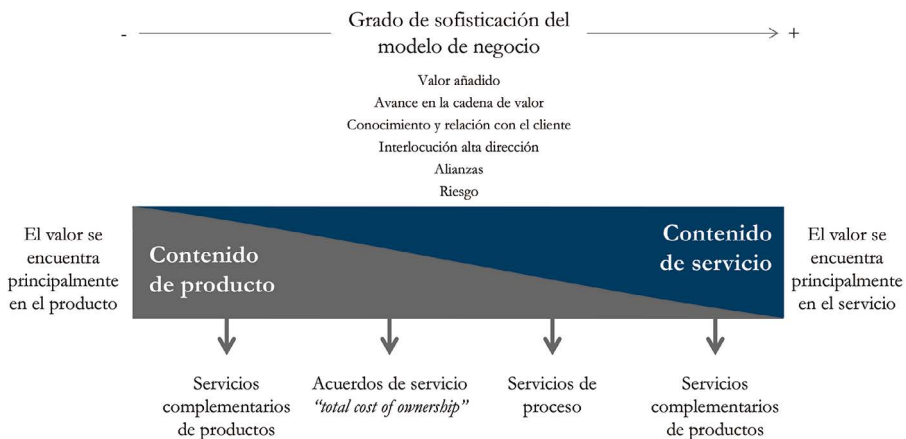 Grado de sofisticación del
modelo de negocio
-
+
Valor añadido
Avance en la cadena de valor
Conocimiento y relación con el cliente
Interlocución alta dirección
Alianzas
Riesgo
El valor se
encuentra
principalmente
en el producto
Contenido
de producto
Contenido
de servicio
El valor se
encuentra
principalmente
en el servicio
Servicios
complementarios
de productos
Acuerdos de servicio
“total cost of ownership”
Servicios de
proceso
Servicios
complementarios
de productos